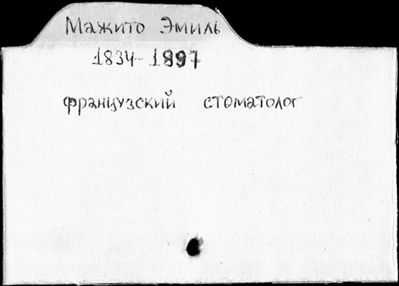 Мажито Эмиль
1834-1897
французский стоматолог